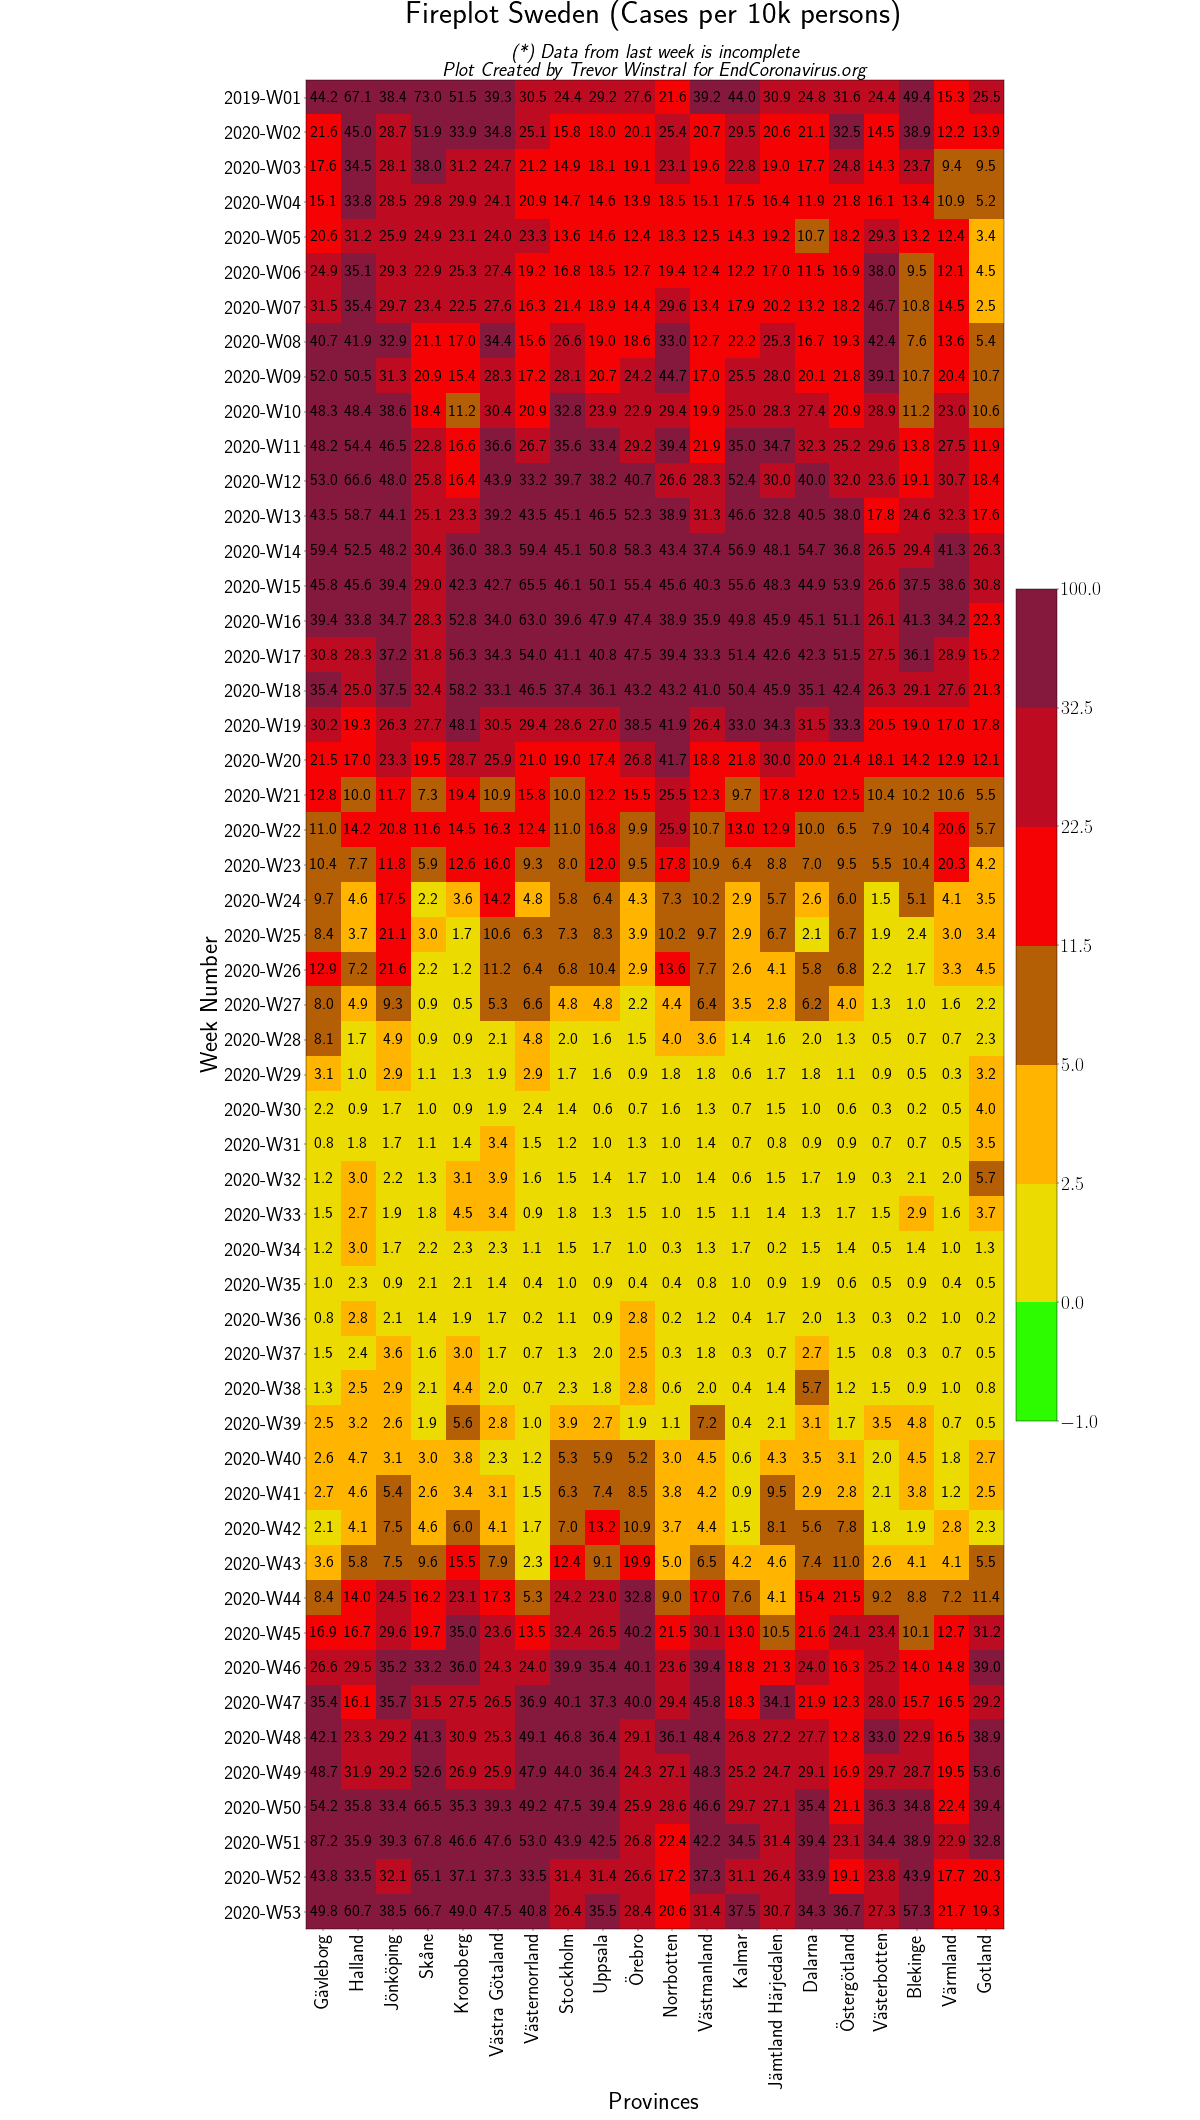 Fireplot Sweden (Cases per 10k persons)
(*) Data from last week is incomplete
Plot Created by Trevor Winstral for EndCoronavirus.org
2019-W01 44.2 67.1 38.4 73.0 51.5 39.3 30.5 24.4 29.2 27.6 21.6 39.2 44.0 30.9 24.8 31.6 24.4 49.4 15.3 25.5
2020-W02 21.6 45.0 28.7 51.9 33.9 34.8 25.1 15.8 18.0 20.1 25.4 20.7 29.5 20.6 21.1 32.5 14.5 38.9 12.2 13.9
2020-W03 17.6 34.5 28.1 38.0 31.2 24.7 21.2 14.9 18.1 19.1 23.1 19.6 22.8 19.0 17.7 24.8 14.3 23.7 9.4 9.5
2020-W04 15.1 33.8 28.5 29.8 29.9 24.1 20.9 14.7 14.6 13.9 18.5 15.1 17.5 16.4 11.9 21.8 16.1 13.4 10.9 5.2
2020-W05 20.6 31.2 25.9 24.9 23.1 24.0 23.3 13.6 14.6 12.4 18.3 12.5 14.3 19.2 10.7 18.2 29.3 13.2 12.4 3.4
2020-W06 24.9 35.1 29.3 22.9 25.3 27.4 19.2 16.8 18.5 12.7 19.4 12.4 12.2 17.0 11.5 16.9 38.0 9.5 12.1 4.5
2020-W07 31.5 35.4 29.7 23.4 22.5 27.6 16.3 21.4 18.9 14.4 29.6 13.4 17.9 20.2 13.2 18.2 46.7 10.8 14.5 2.5
2020-W08 40.7 41.9 32.9 21.1 17.0 34.4 15.6 26.6 19.0 18.6 33.0 12.7 22.2 25.3 16.7 19.3 42.4 7.6 13.6 5.4
2020-W09 52.0 50.5 31.3 20.9 15.4 28.3 17.2 28.1 20.7 24.2 44.7 17.0 25.5 28.0 20.1 21.8 39.1 10.7 20.4 10.7
2020-W10 48.3 48.4 38.6 18.4 11.2 30.4 20.9 32.8 23.9 22.9 29.4 19.9 25.0 28.3 27.4 20.9 28.9 11.2 23.0 10.6
2020-W11 48.2 54.4 46.5 22.8 16.6 36.6 26.7 35.6 33.4 29.2 39.4 21.9 35.0 34.7 32.3 25.2 29.6 13.8 27.5 11.9
2020-W12 53.0 66.6 48.0 25.8 16.4 43.9 33.2 39.7 38.2 40.7 26.6 28.3 52.4 30.0 40.0 32.0 23.6 19.1 30.7 18.4
2020-W13 43.5 58.7 44.1 25.1 23.3 39.2 43.5 45.1 46.5 52.3 38.9 31.3 46.6 32.8 40.5 38.0 17.8 24.6 32.3 17.6
2020-W14 59.4 52.5 48.2 30.4 36.0 38.3 59.4 45.1 50.8 58.3 43.4 37.4 56.9 48.1 54.7 36.8 26.5 29.4 41.3 26.3
2020-W15 45.8 45.6 39.4 29.0 42.3 42.7 65.5 46.1 50.1 55.4 45.6 40.3 55.6 48.3 44.9 53.9 26.6 37.5 38.6 30.8
2020-W16 39.4 33.8 34.7 28.3 52.8 34.0 63.0 39.6 47.9 47.4 38.9 35.9 49.8 45.9 45.1 51.1 26.1 41.3 34.2 22.3
2020-W17 30.8 28.3 37.2 31.8 56.3 34.3 54.0 41.1 40.8 47.5 39.4 33.3 51.4 42.6 42.3 51.5 27.5 36.1 28.9 15.2
2020-W18 35.4 25.0 37.5 32.4 58.2 33.1 46.5 37.4 36.1 43.2 43.2 41.0 50.4 45.9 35.1 42.4 26.3 29.1 27.6 21.3
2020-W19 30.2 19.3 26.3 27.7 48.1 30.5 29.4 28.6 27.0 38.5 41.9 26.4 33.0 34.3 31.5 33.3 20.5 19.0 17.0 17.8
2020-W20 21.5 17.0 23.3 19.5 28.7 25.9 21.0 19.0 17.4 26.8 41.7 18.8 21.8 30.0 20.0 21.4 18.1 14.2 12.9 12.1
2020-W21 12.8 10.0 11.7 7.3 19.4 10.9 15.8 10.0 12.2 15.5 25.5 12.3 9.7 17.8 12.0 12.5 10.4 10.2 10.6 5.5
2020-W22 11.0 14.2 20.8 11.6 14.5 16.3 12.4 11.0 16.8 9.9 25.9 10.7 13.0 12.9 10.0 6.5 7.9 10.4 20.6 5.7
2020-W23 10.4 7.7 11.8 5.9 12.6 16.0 9.3 8.0 12.0 9.5 17.8 10.9 6.4 8.8 7.0 9.5 5.5 10.4 20.3 4.2
2020-W24 9.7 4.6 17.5 2.2 3.6 14.2 4.8 5.8 6.4 4.3 7.3 10.2 2.9 5.7 2.6 6.0 1.5 5.1 4.1 3.5
2020-W25 8.4 3.7 21.1 3.0 1.7 10.6 6.3 7.3 8.3 3.9 10.2 9.7 2.9 6.7 2.1 6.7 1.9 2.4 3.0 3.4
2020-W26 12.9 7.2 21.6 2.2 1.2 11.2 6.4 6.8 10.4 2.9 13.6 7.7 2.6 4.1 5.8 6.8 2.2 1.7 3.3 4.5
2020-W27 8.0 4.9 9.3 0.9 0.5 5.3 6.6 4.8 4.8 2.2 4.4 6.4 3.5 2.8 6.2 4.0 1.3 1.0 1.6 2.2
2020-W28 8.1 1.7 4.9 0.9 0.9 2.1 4.8 2.0 1.6 1.5 4.0 3.6 1.4 1.6 2.0 1.3 0.5 0.7 0.7 2.3
2020-W29 3.1 1.0 2.9 1.1 1.3 1.9 2.9 1.7 1.6 0.9 1.8 1.8 0.6 1.7 1.8 1.1 0.9 0.5 0.3 3.2
2020-W30 2.2 0.9 1.7 1.0 0.9 1.9 2.4 1.4 0.6 0.7 1.6 1.3 0.7 1.5 1.0 0.6 0.3 0.2 0.5 4.0
2020-W31 0.8 1.8 1.7 1.1 1.4 3.4 1.5 1.2 1.0 1.3 1.0 1.4 0.7 0.8 0.9 0.9 0.7 0.7 0.5 3.5
2020-W32 1.2 3.0 2.2 1.3 3.1 3.9 1.6 1.5 1.4 1.7 1.0 1.4 0.6 1.5 1.7 1.9 0.3 2.1 2.0 5.7
2020-W33 1.5 2.7 1.9 1.8 4.5 3.4 0.9 1.8 1.3 1.5 1.0 1.5 1.1 1.4 1.3 1.7 1.5 2.9 1.6 3.7
2020-W34 1.2 3.0 1.7 2.2 2.3 2.3 1.1 1.5 1.7 1.0 0.3 1.3 1.7 0.2 1.5 1.4 0.5 1.4 1.0 1.3
2020-W35 1.0 2.3 0.9 2.1 2.1 1.4 0.4 1.0 0.9 0.4 0.4 0.8 1.0 0.9 1.9 0.6 0.5 0.9 0.4 0.5
2020-W36 0.8 2.8 2.1 1.4 1.9 1.7 0.2 1.1 0.9 2.8 0.2 1.2 0.4 1.7 2.0 1.3 0.3 0.2 1.0 0.2
2020-W37 1.5 2.4 3.6 1.6 3.0 1.7 0.7 1.3 2.0 2.5 0.3 1.8 0.3 0.7 2.7 1.5 0.8 0.3 0.7 0.5
2020-W38 1.3 2.5 2.9 2.1 4.4 2.0 0.7 2.3 1.8 2.8 0.6 2.0 0.4 1.4 5.7 1.2 1.5 0.9 1.0 0.8
2020-W39 2.5 3.2 2.6 1.9 5.6 2.8 1.0 3.9 2.7 1.9 1.1 7.2 0.4 2.1 3.1 1.7 3.5 4.8 0.7 0.5
2020-W40 2.6 4.7 3.1 3.0 3.8 2.3 1.2 5.3 5.9 5.2 3.0 4.5 0.6 4.3 3.5 3.1 2.0 4.5 1.8 2.7
2020-W41 2.7 4.6 5.4 2.6 3.4 3.1 1.5 6.3 7.4 8.5 3.8 4.2 0.9 9.5 2.9 2.8 2.1 3.8 1.2 2.5
2020-W42 2.1 4.1 7.5 4.6 6.0 4.1 1.7 7.0 13.2 10.9 3.7 4.4 1.5 8.1 5.6 7.8 1.8 1.9 2.8 2.3
2020-W43 3.6 5.8 7.5 9.6 15.5 7.9 2.3 12.4 9.1 19.9 5.0 6.5 4.2 4.6 7.4 11.0 2.6 4.1 4.1 5.5
2020-W44 8.4 14.0 24.5 16.2 23.1 17.3 5.3 24.2 23.0 32.8 9.0 17.0 7.6 4.1 15.4 21.5 9.2 8.8 7.2 11.4
2020-W45 16.9 16.7 29.6 19.7 35.0 23.6 13.5 32.4 26.5 40.2 21.5 30.1 13.0 10.5 21.6 24.1 23.4 10.1 12.7 31.2
2020-W46 26.6 29.5 35.2 33.2 36.0 24.3 24.0 39.9 35.4 40.1 23.6 39.4 18.8 21.3 24.0 16.3 25.2 14.0 14.8 39.0
2020-W47 35.4 16.1 35.7 31.5 27.5 26.5 36.9 40.1 37.3 40.0 29.4 45.8 18.3 34.1 21.9 12.3 28.0 15.7 16.5 29.2
2020-W48 42.1 23.3 29.2 41.3 30.9 25.3 49.1 46.8 36.4 29.1 36.1 48.4 26.8 27.2 27.7 12.8 33.0 22.9 16.5 38.9
2020-W49 48.7 31.9 29.2 52.6 26.9 25.9 47.9 44.0 36.4 24.3 27.1 48.3 25.2 24.7 29.1 16.9 29.7 28.7 19.5 53.6
2020-W50 54.2 35.8 33.4 66.5 35.3 39.3 49.2 47.5 39.4 25.9 28.6 46.6 29.7 27.1 35.4 21.1 36.3 34.8 22.4 39.4
2020-W51 87.2 35.9 39.3 67.8 46.6 47.6 53.0 43.9 42.5 26.8 22.4 42.2 34.5 31.4 39.4 23.1 34.4 38.9 22.9 32.8
2020-W52 43.8 33.5 32.1 65.1 37.1 37.3 33.5 31.4 31.4 26.6 17.2 37.3 31.1 26.4 33.9 19.1 23.8 43.9 17.7 20.3
2020-W53 49.8 60.7 38.5 66.7 49.0 47.5 40.8 26.4 35.5 28.4 20.6 31.4 37.5 30.7 34.3 36.7 27.3 57.3 21.7 19.3
Week Number
Gävleborg
Halland
Jönköping
Skåne
Kronoberg
Västra Götaland
Västernorrland
Stockholm
Uppsala
Örebro
Norrbotten
Västmanland
Kalmar
Jämtland Härjedalen
Dalarna
Östergötland
Västerbotten
Blekinge
Värmland
Gotland
Provinces
100.0
32.5
22.5
11.5
5.0
2.5
0.0
−1.0